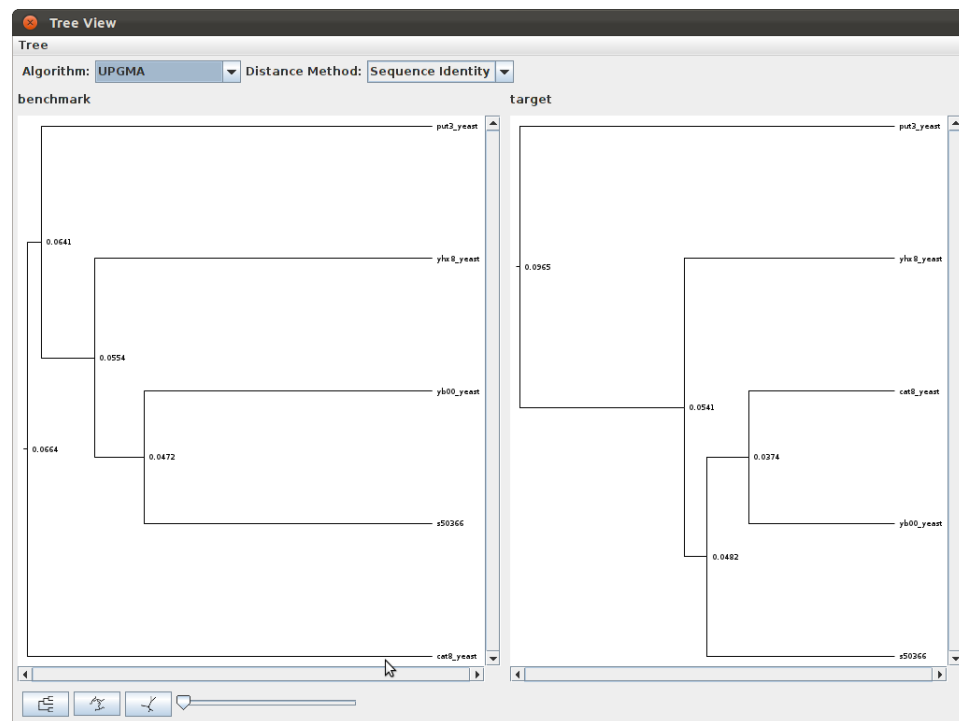 Tree View
Tree
Algorithm: UPGMA Distance Method: Sequence Identity
benchmark
put3_yeast
0.0641
yhx8_yeast
0.0554
yb00_yeast
0.0664
0.0472
s50366
cat8_yeast
target
put3_yeast
0.0965
yhx8_yeast
cat8_yeast
0.0541
0.0374
yb00_yeast
0.0482
s50366